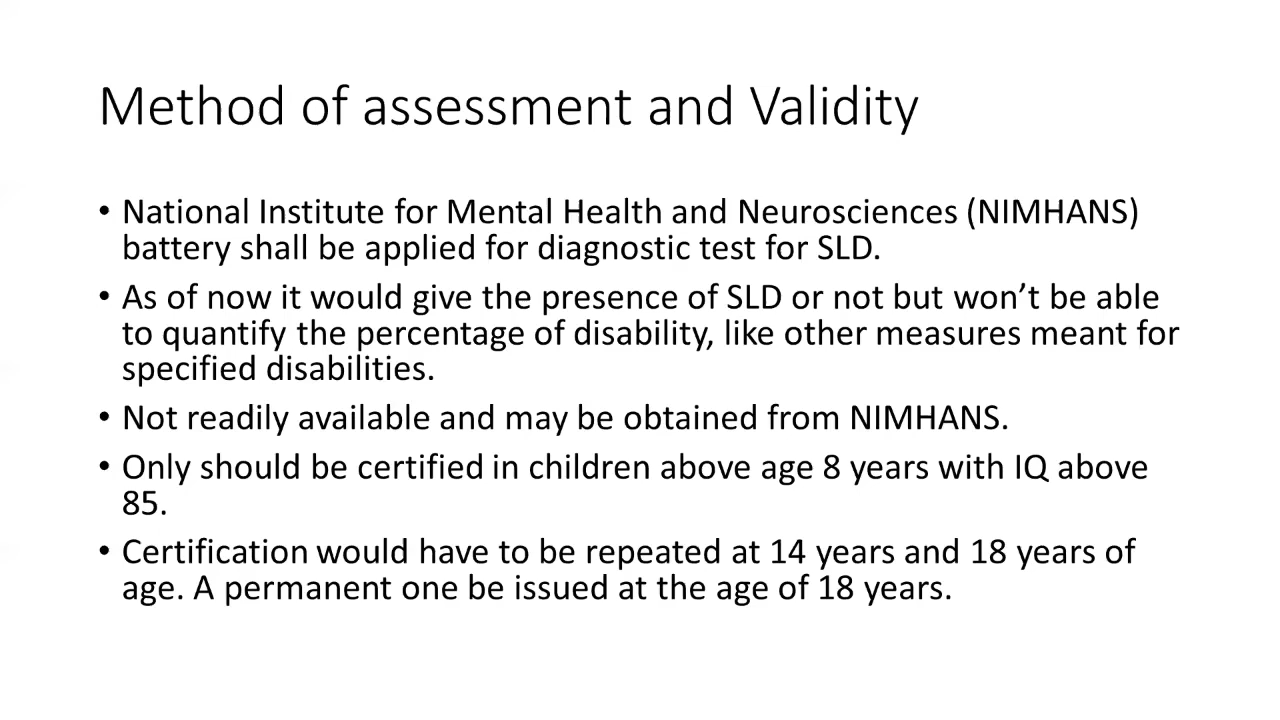 Method of assessment and Validity
• National Institute for Mental Health and Neurosciences (NIMHANS)
battery shall be applied for diagnostic test for SLD.
• As of now it would give the presence of SLD or not but won’t be able
to quantify the percentage of disability, like other measures meant for
specified disabilities.
• Not readily available and may be obtained from NIMHANS.
• Only should be certified in children above age 8 years with IQ above
85.
• Certification would have to be repeated at 14 years and 18 years of
age. A permanent one be issued at the age of 18 years.